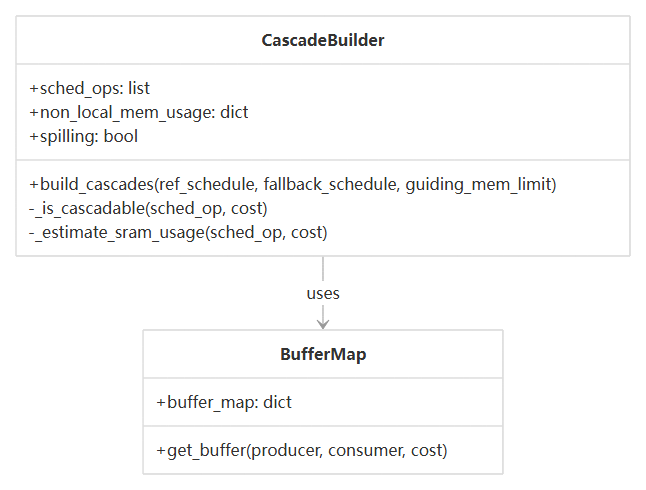 CascadeBuilder
+sched_ops: list
+non_local_mem_usage: dict
+spilling: bool
+build_cascades(ref_schedule, fallback_schedule, guiding_mem_limit)
-_is_cascadable(sched_op, cost)
-_estimate_sram_usage(sched_op, cost)
uses
BufferMap
+buffer_map: dict
+get_buffer(producer, consumer, cost)